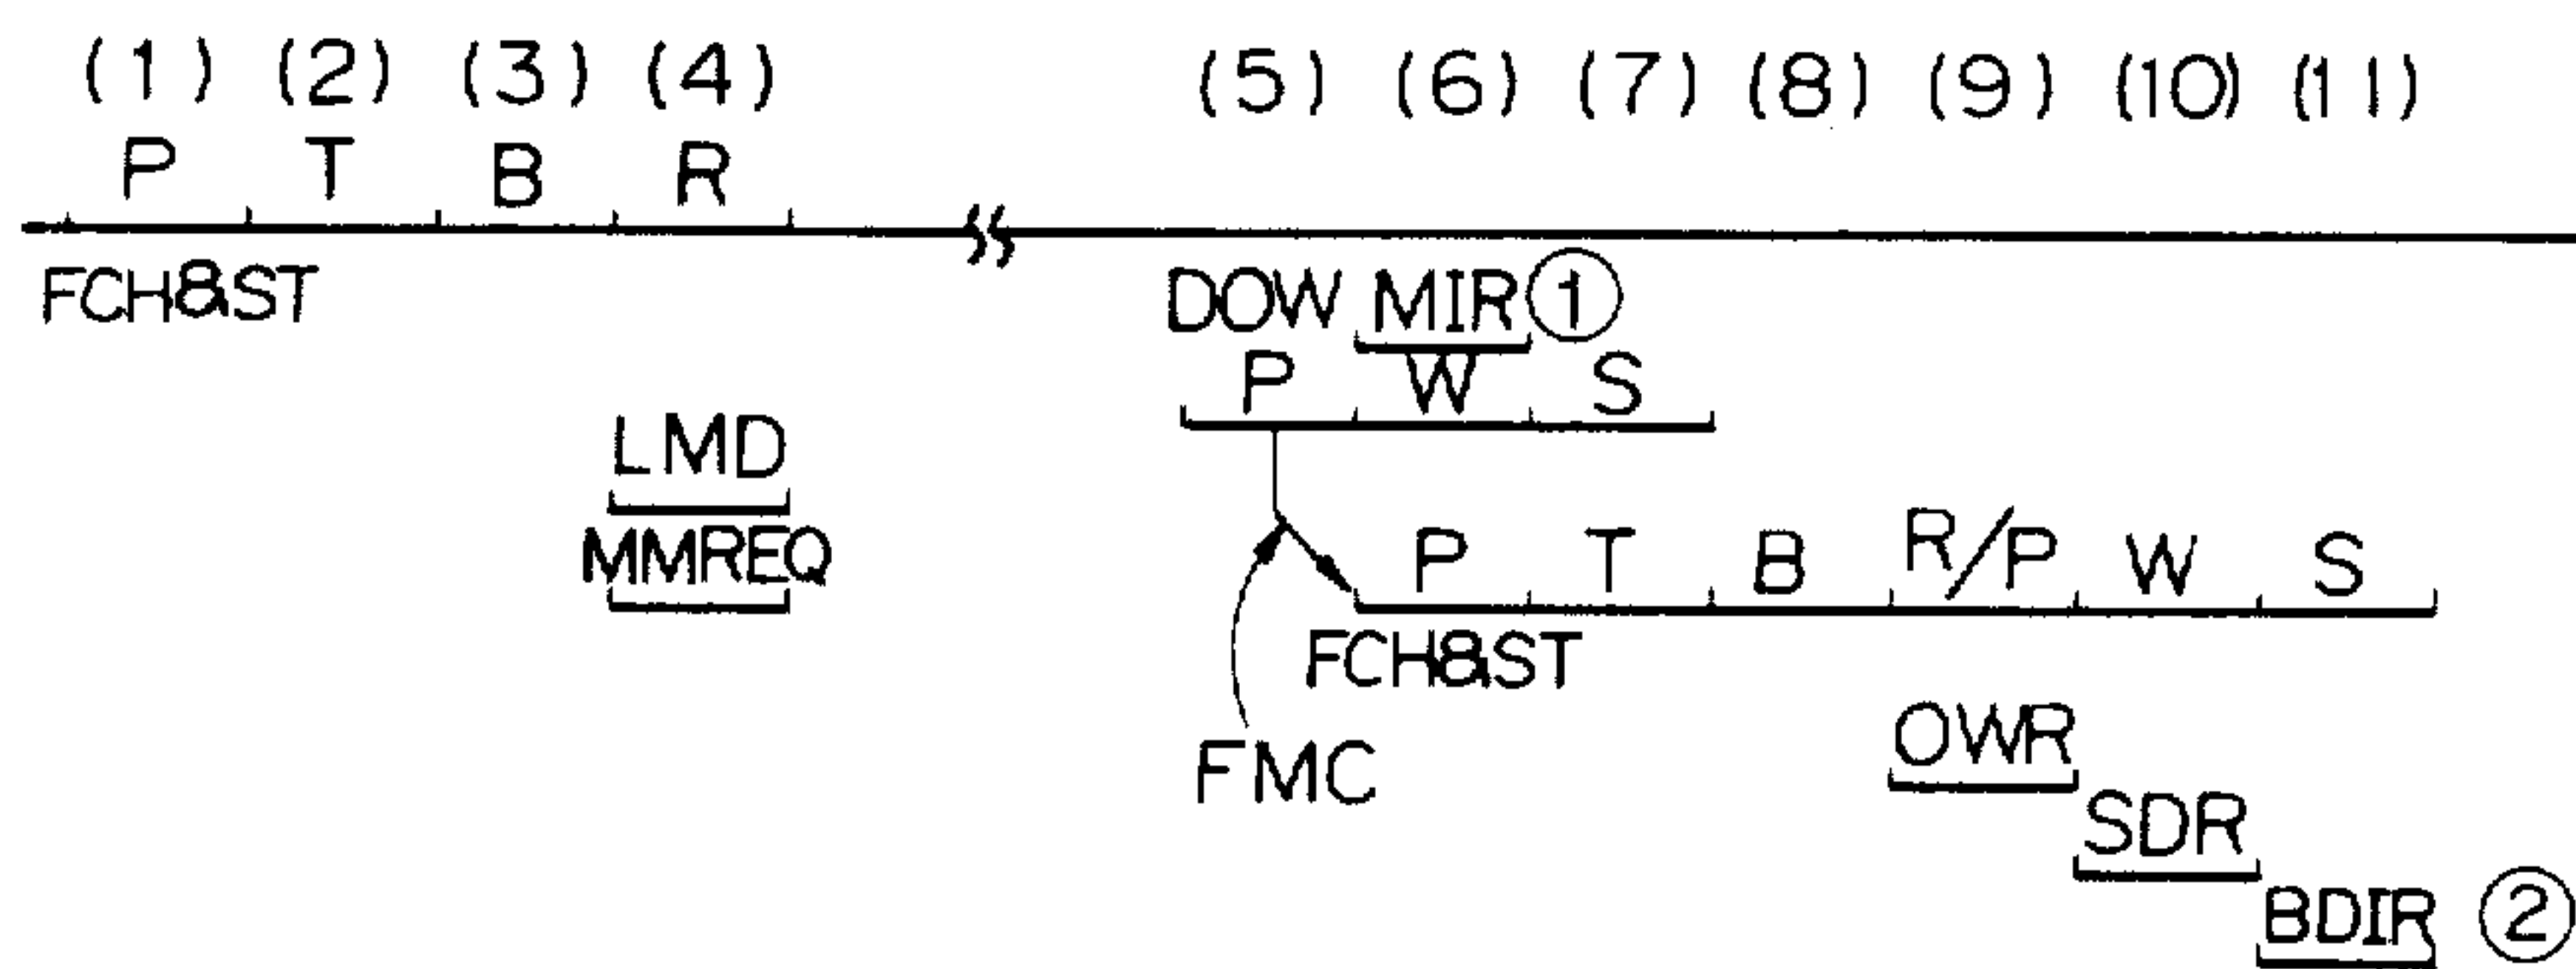 (1) (2) (3) (4) (5) (6) (7) (8) (9) (10) (11)
P T B R
FCH&ST
DOW MIR ①
P W S
LMD
MMREQ
P T B R/P W S
FCH&ST
FMC
OWR
SDR
BDIR ②